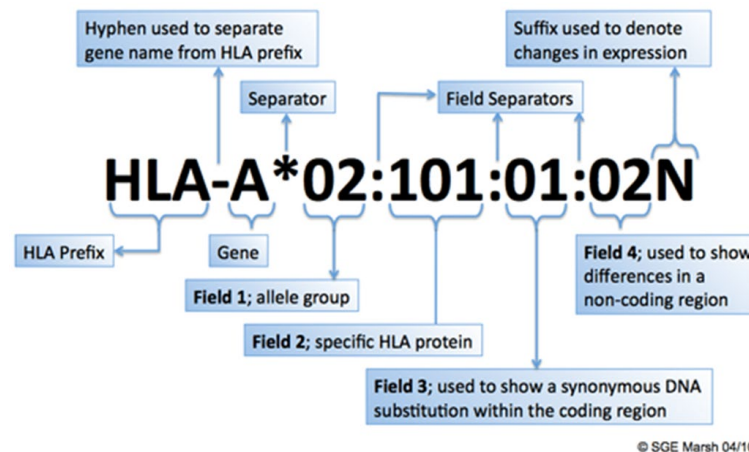 Hyphen used to separate
gene name from HLA prefix
Suffix used to denote
changes in expression
Separator
Field Separators
HLA-A*02:101:01:02N
HLA Prefix
Gene
Field 4; used to show
differences in a
non-coding region
Field 1; allele group
Field 2; specific HLA protein
Field 3; used to show a synonymous DNA
substitution within the coding region
© SGE Marsh